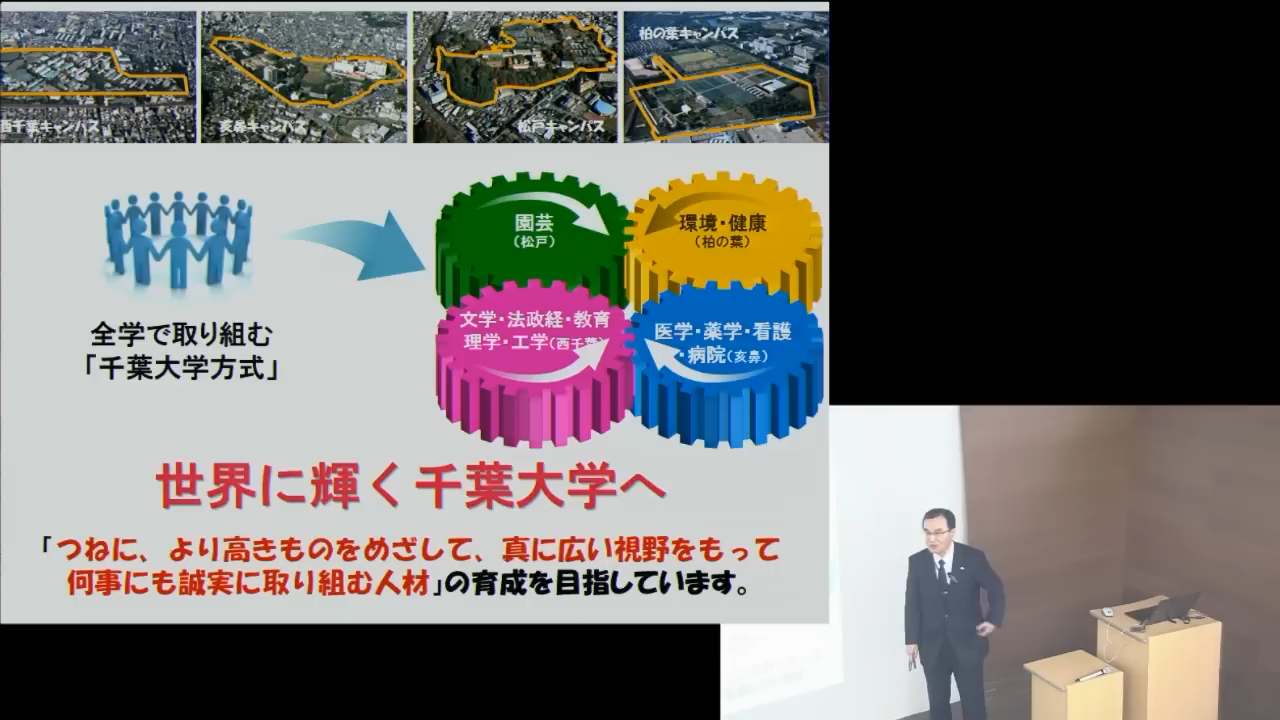 西千葉キャンパス
亥鼻キャンパス
松戸キャンパス
柏の葉キャンパス
園芸
(松戸)
環境・健康
(柏の葉)
文学・法政経・教育
理学・工学(西千葉)
医学・薬学・看護
・病院(亥鼻)
全学で取り組む
「千葉大学方式」
世界に輝く千葉大学へ
「つねに、より高きものをめざして、真に広い視野をもって
何事にも誠実に取り組む人材」の育成を目指しています。